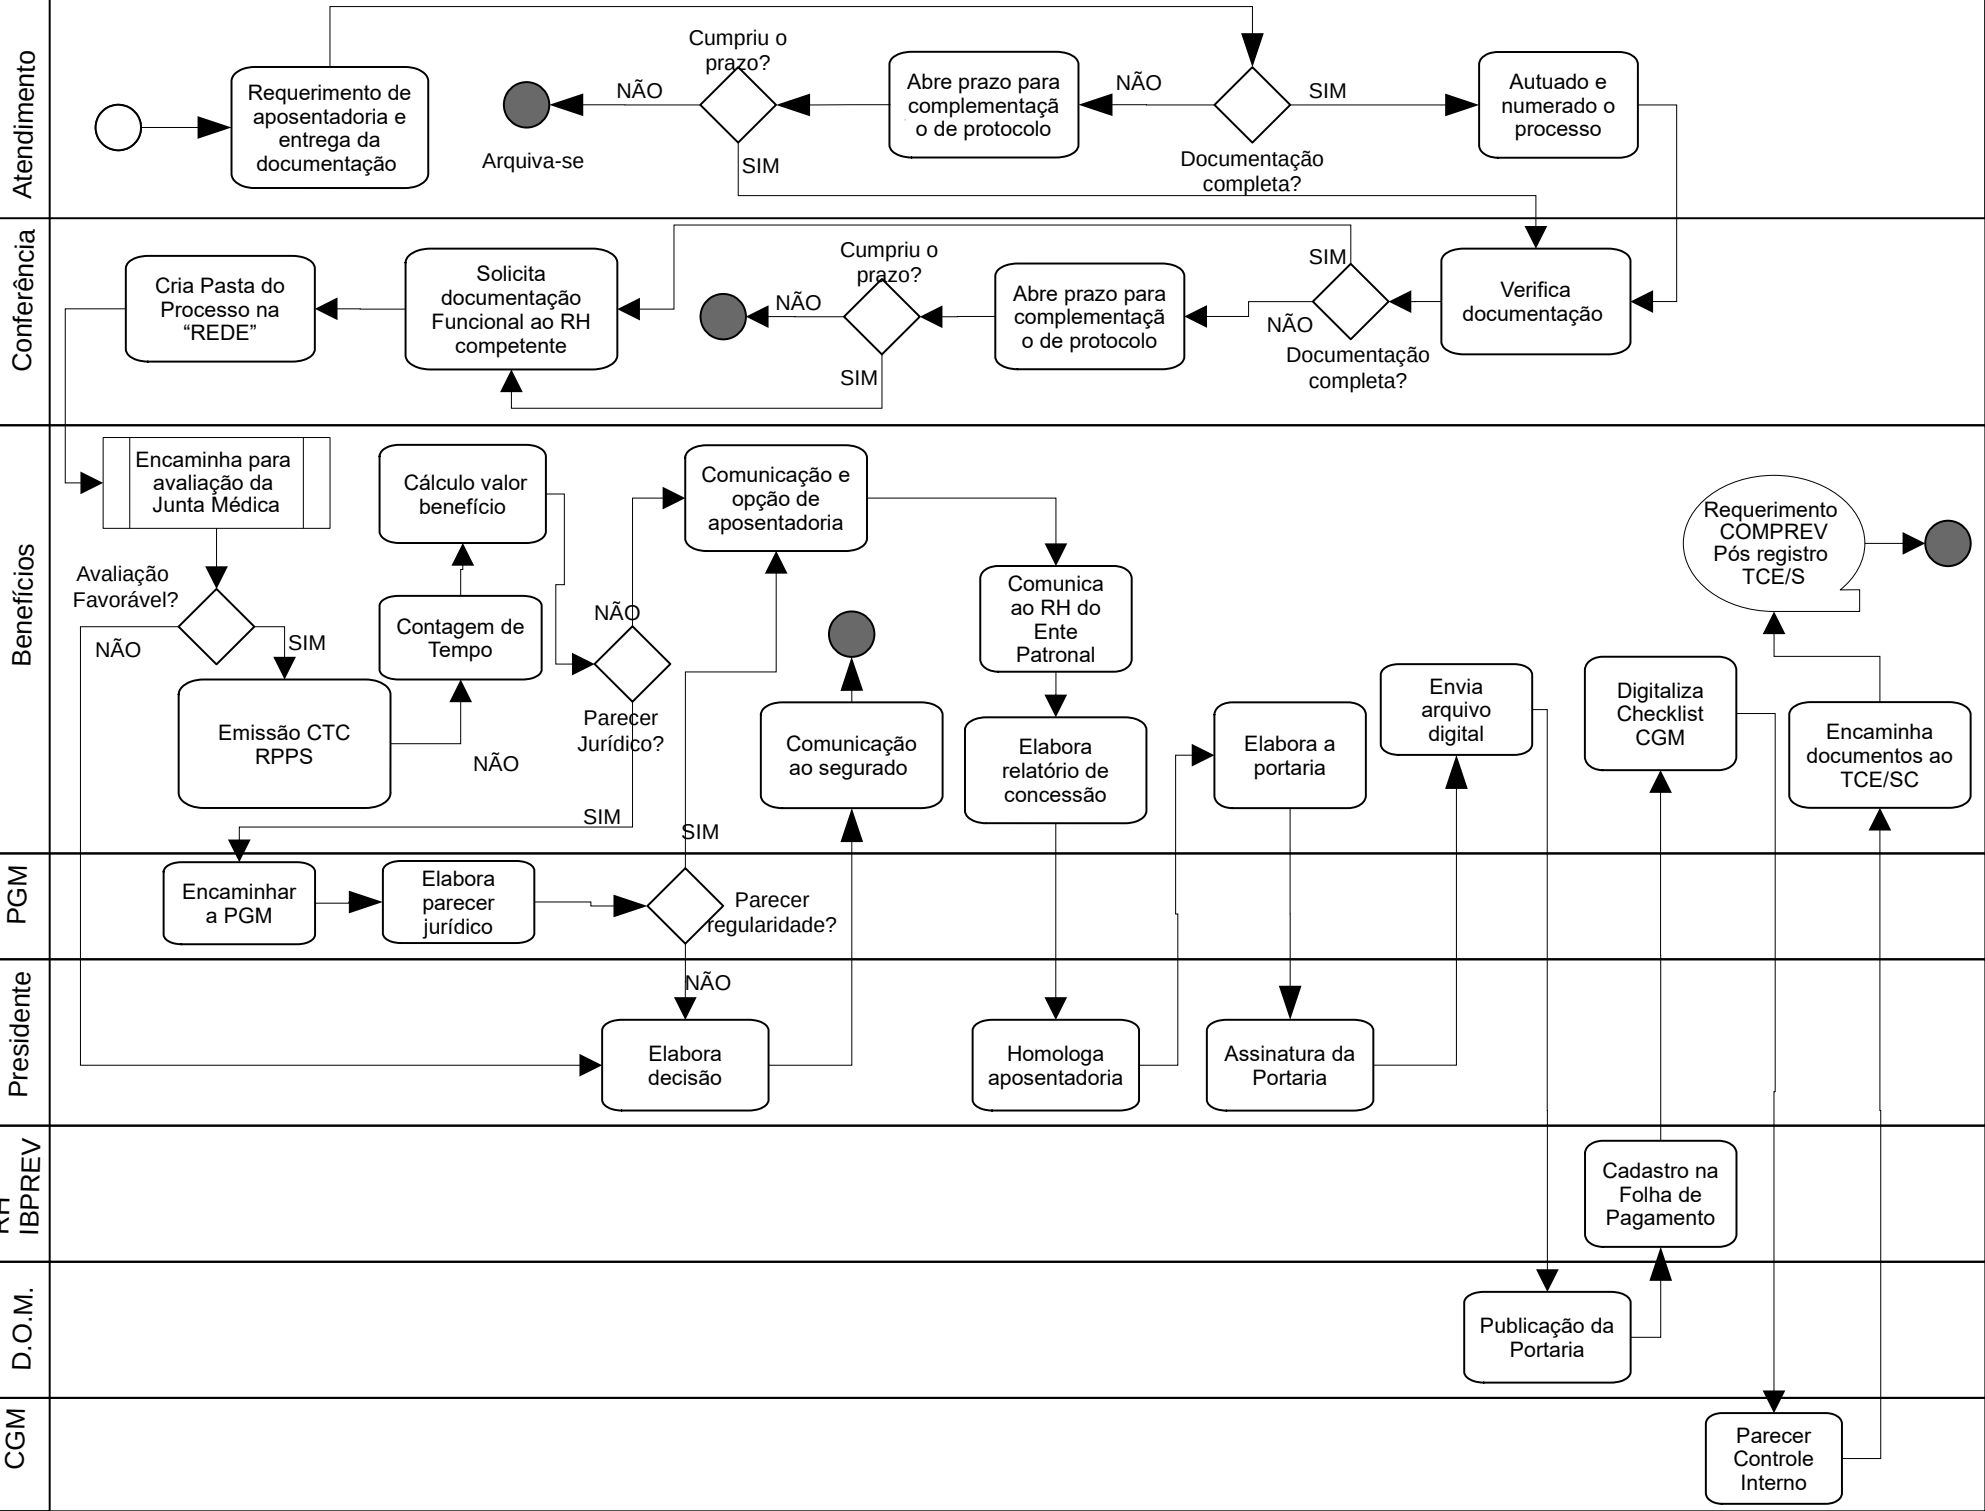 Atendimento
Requerimento de
aposentadoria e
entrega da
documentação
Arquiva-se
NÃO
Cumpriu o
prazo?
SIM
Abre prazo para
complementaçã
o de protocolo
NÃO
Documentação
completa?
SIM
Autuado e
numerado o
processo
Conferência
Cria Pasta do
Processo na
“REDE”
Solicita
documentação
Funcional ao RH
competente
NÃO
Cumpriu o
prazo?
SIM
Abre prazo para
complementaçã
o de protocolo
SIM
NÃO
Documentação
completa?
Verifica
documentação
Benefícios
Encaminha para
avaliação da
Junta Médica
Avaliação
Favorável?
NÃO
SIM
Emissão CTC
RPPS
NÃO
Contagem de
Tempo
Cálculo valor
benefício
NÃO
Parecer
Jurídico?
SIM
Comunicação e
opção de
aposentadoria
SIM
Comunicação
ao segurado
Comunica
ao RH do
Ente
Patronal
Elabora
relatório de
concessão
Elabora a
portaria
Envia
arquivo
digital
Digitaliza
Checklist
CGM
Encaminha
documentos ao
TCE/SC
Requerimento
COMPREV
Pós registro
TCE/S
PGM
Encaminhar
a PGM
Elabora
parecer
jurídico
Parecer
regularidade?
Presidente
NÃO
Elabora
decisão
Homologa
aposentadoria
Assinatura da
Portaria
RH
IBPREV
Cadastro na
Folha de
Pagamento
D.O.M.
Publicação da
Portaria
CGM
Parecer
Controle
Interno